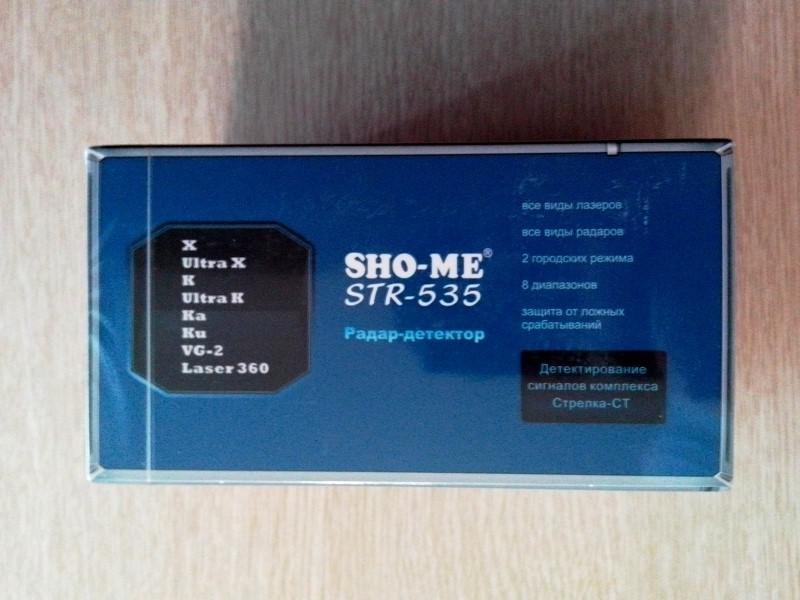 X
Ultra X
K
Ultra K
Ka
Ku
VG-2
Laser 360
SHO-ME®
STR-535
Радар-детектор
все виды лазеров
все виды радаров
2 городских режима
8 диапазонов
защита от ложных
срабатываний
Детектирование
сигналов комплекса
Стрелка-СТ